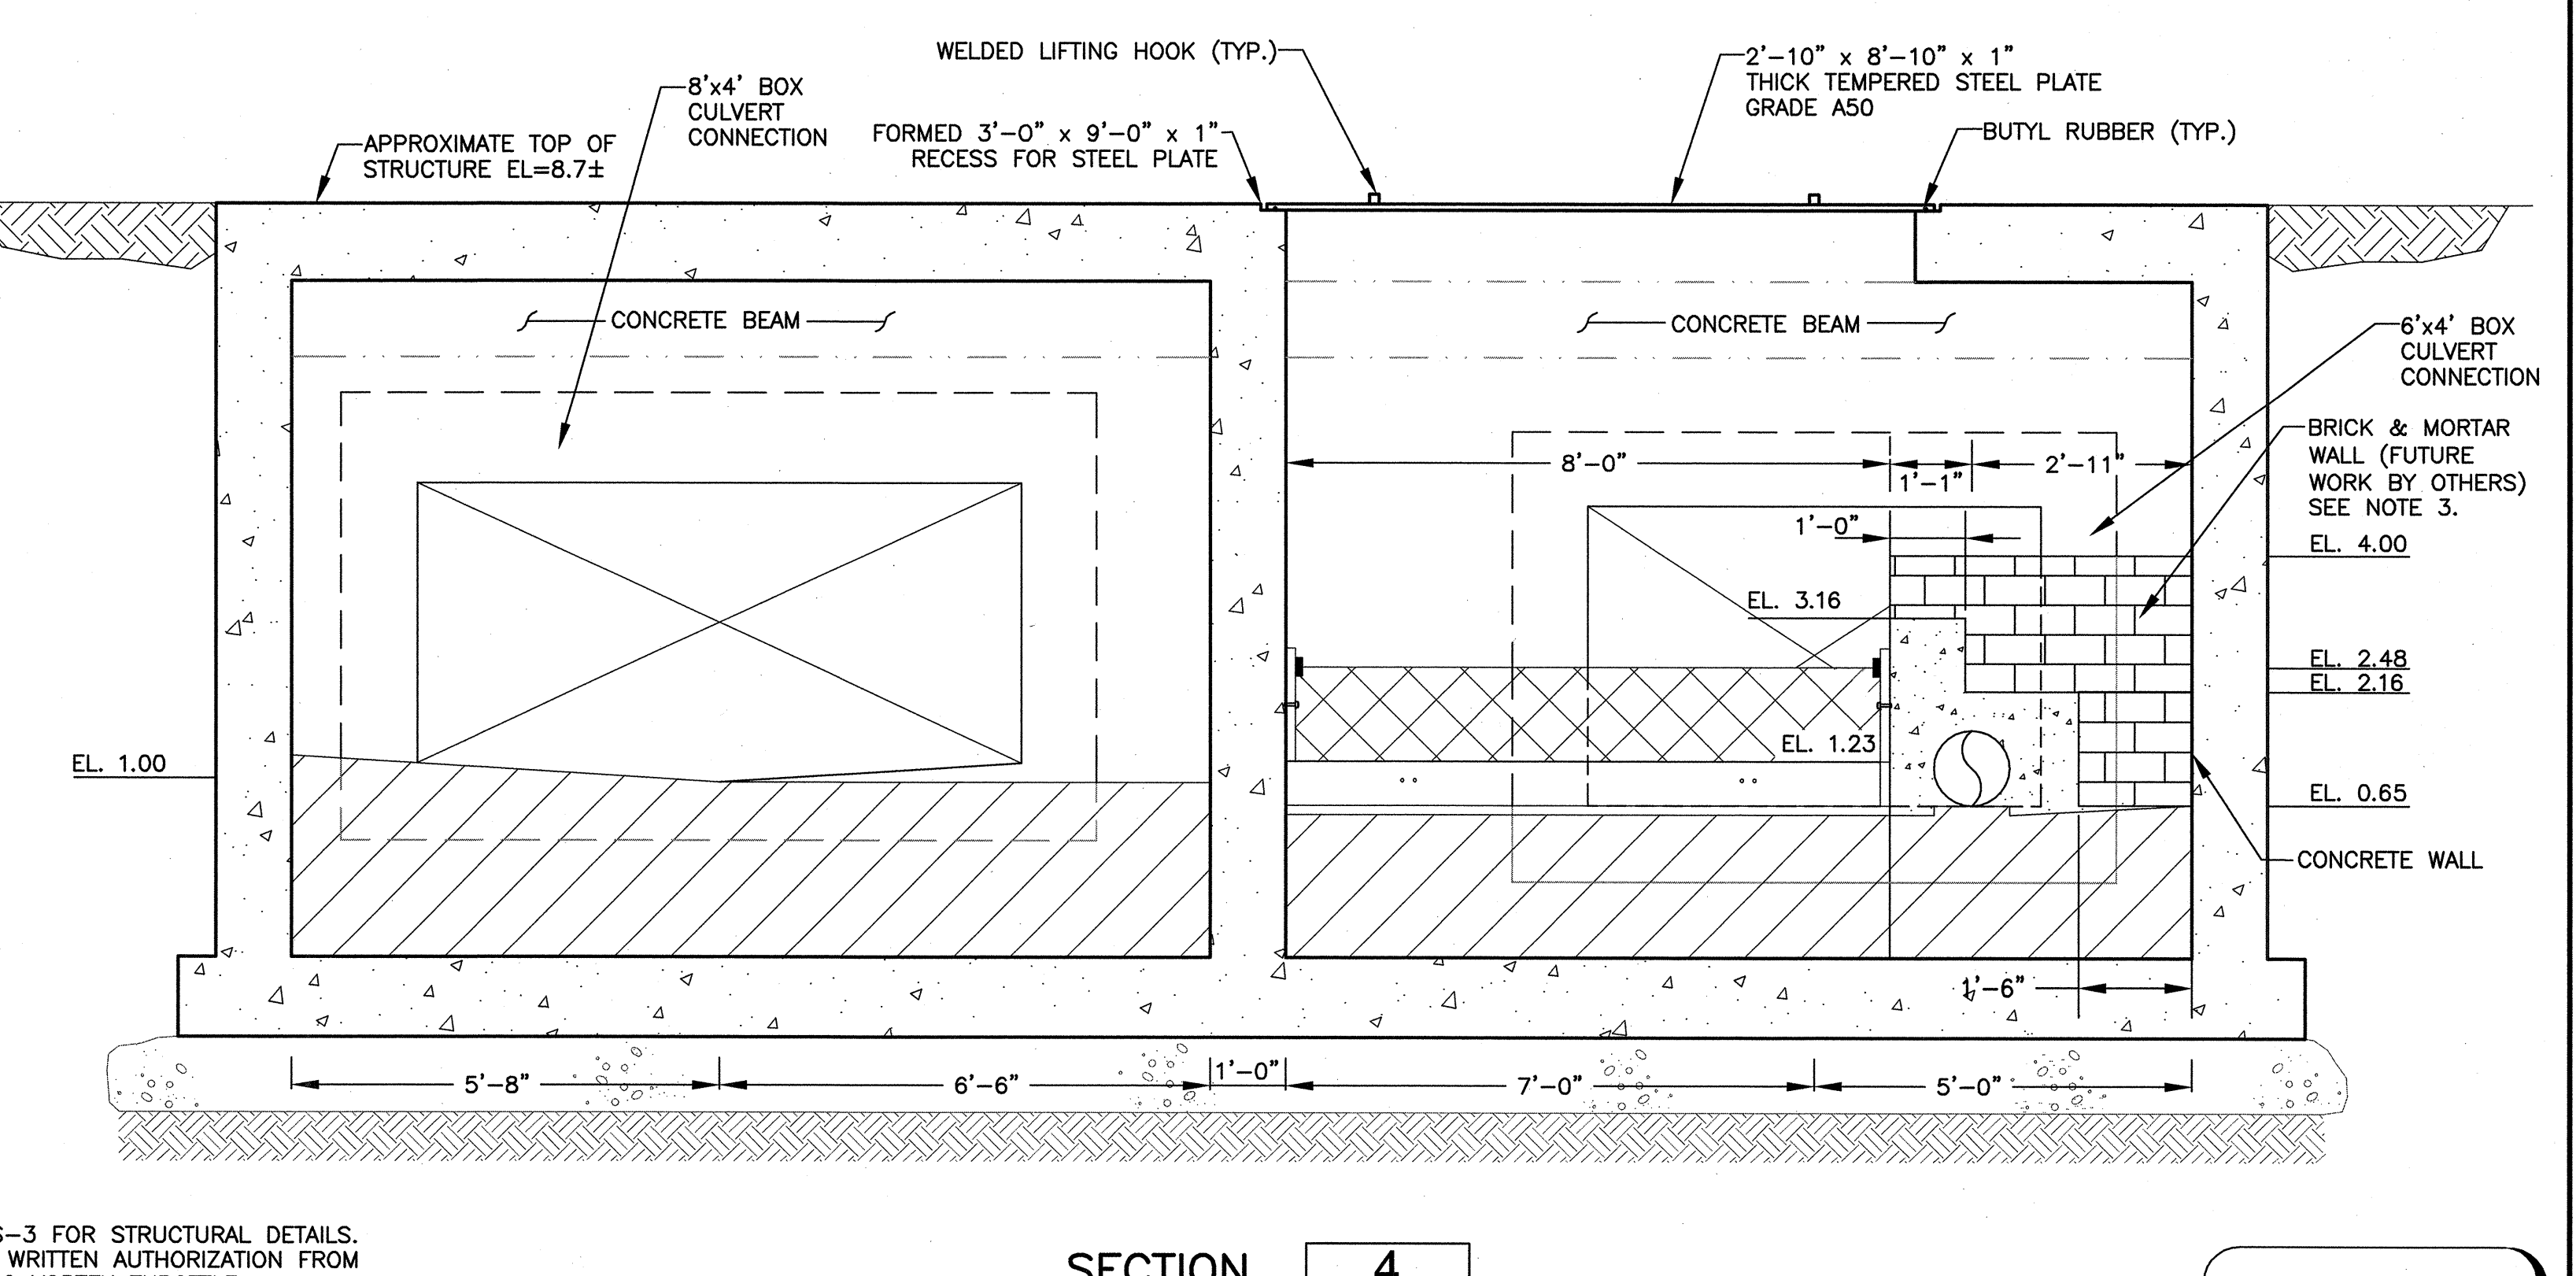 WELDED LIFTING HOOK (TYP.)
2'-10" x 8'-10" x 1"
THICK TEMPERED STEEL PLATE
GRADE A50
8'x4' BOX
CULVERT
CONNECTION
APPROXIMATE TOP OF
STRUCTURE EL=8.7±
FORMED 3'-0" x 9'-0" x 1"
RECESS FOR STEEL PLATE
BUTYL RUBBER (TYP.)
CONCRETE BEAM
CONCRETE BEAM
6'x4' BOX
CULVERT
CONNECTION
BRICK & MORTAR
WALL (FUTURE
WORK BY OTHERS)
SEE NOTE 3.
8'-0"
1'-1"
2'-11"
1'-0"
EL. 4.00
EL. 3.16
EL. 2.48
EL. 2.16
EL. 1.23
EL. 1.00
EL. 0.65
CONCRETE WALL
1'-6"
5'-8"
6'-6"
1'-0"
7'-0"
5'-0"
S-3 FOR STRUCTURAL DETAILS.
WRITTEN AUTHORIZATION FROM
SECTION 4